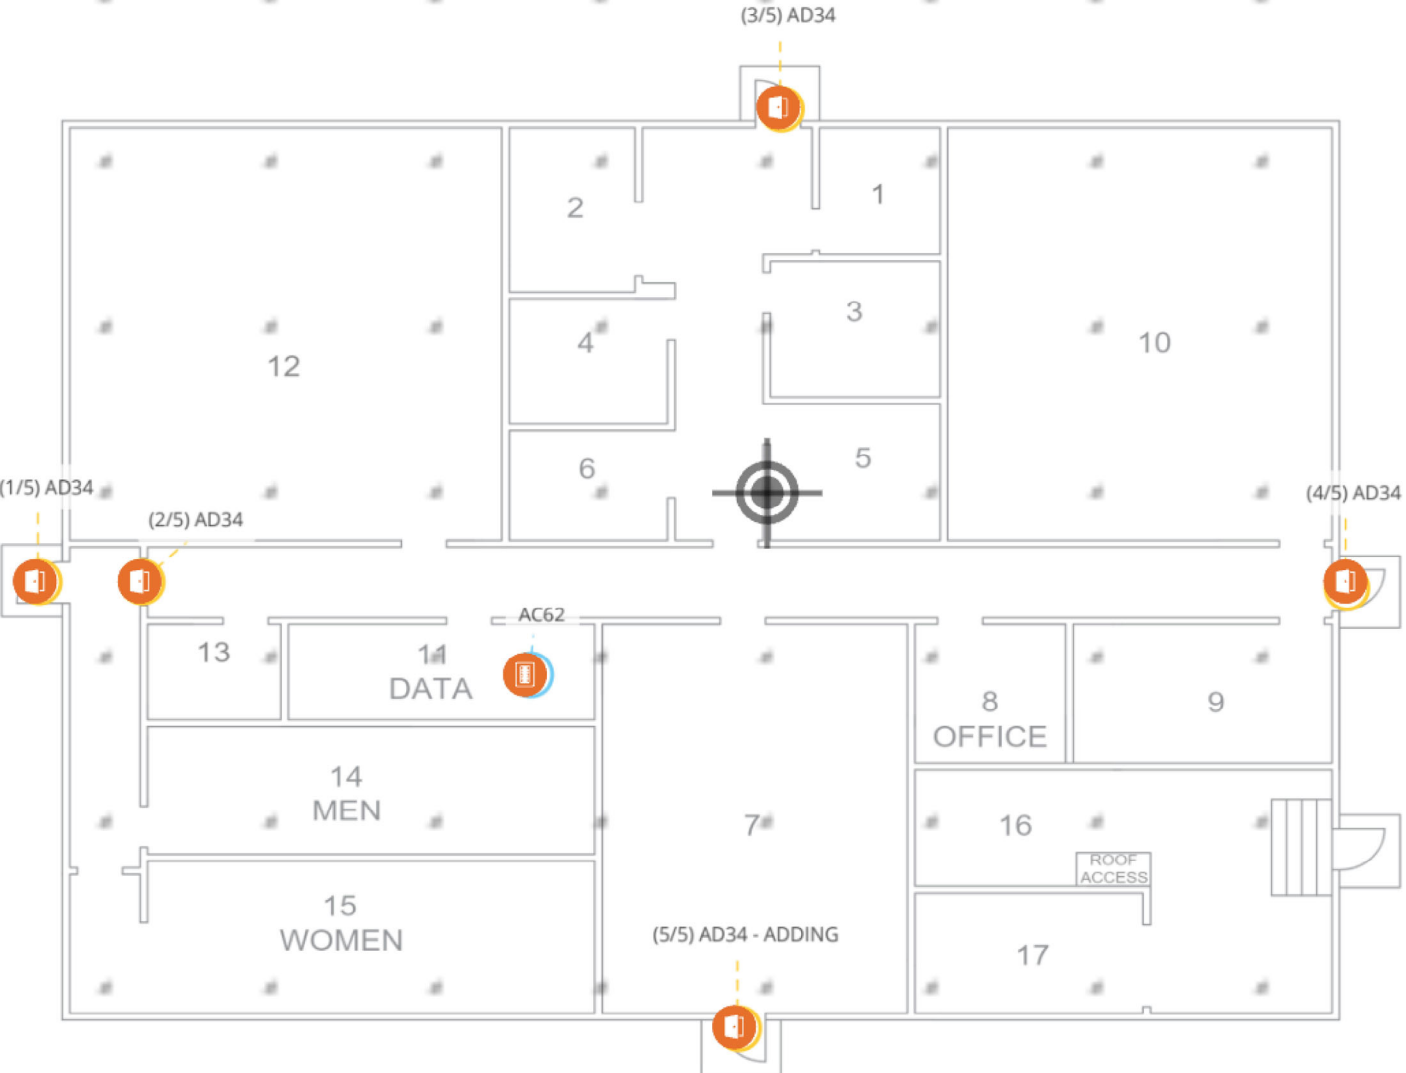 (3/5) AD34
2
1
3
4
12
10
6
5
(1/5) AD34
(4/5) AD34
(2/5) AD34
AC62
13
11
DATA
8
OFFICE
9
14
MEN
7
16
ROOF
ACCESS
15
WOMEN
(5/5) AD34 - ADDING
17